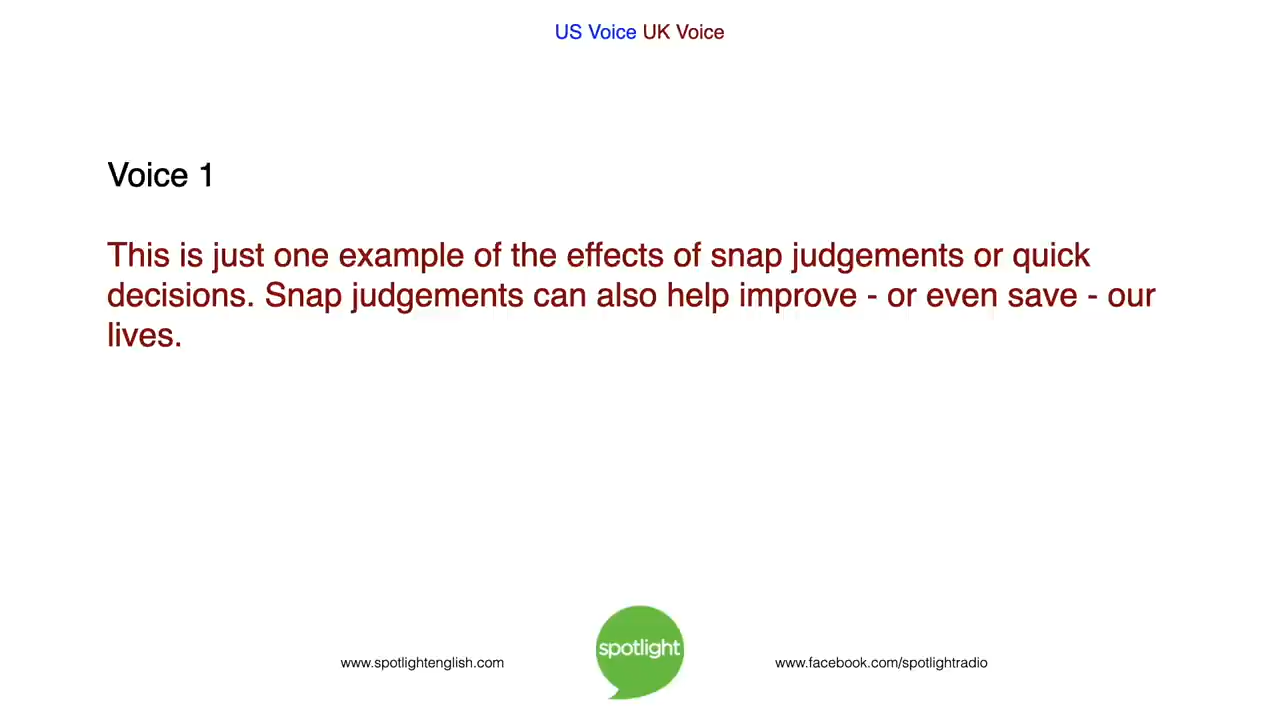 US Voice UK Voice
Voice 1
This is just one example of the effects of snap judgements or quick
decisions. Snap judgements can also help improve - or even save - our
lives.
spotlight
www.spotlightenglish.com
www.facebook.com/spotlightradio